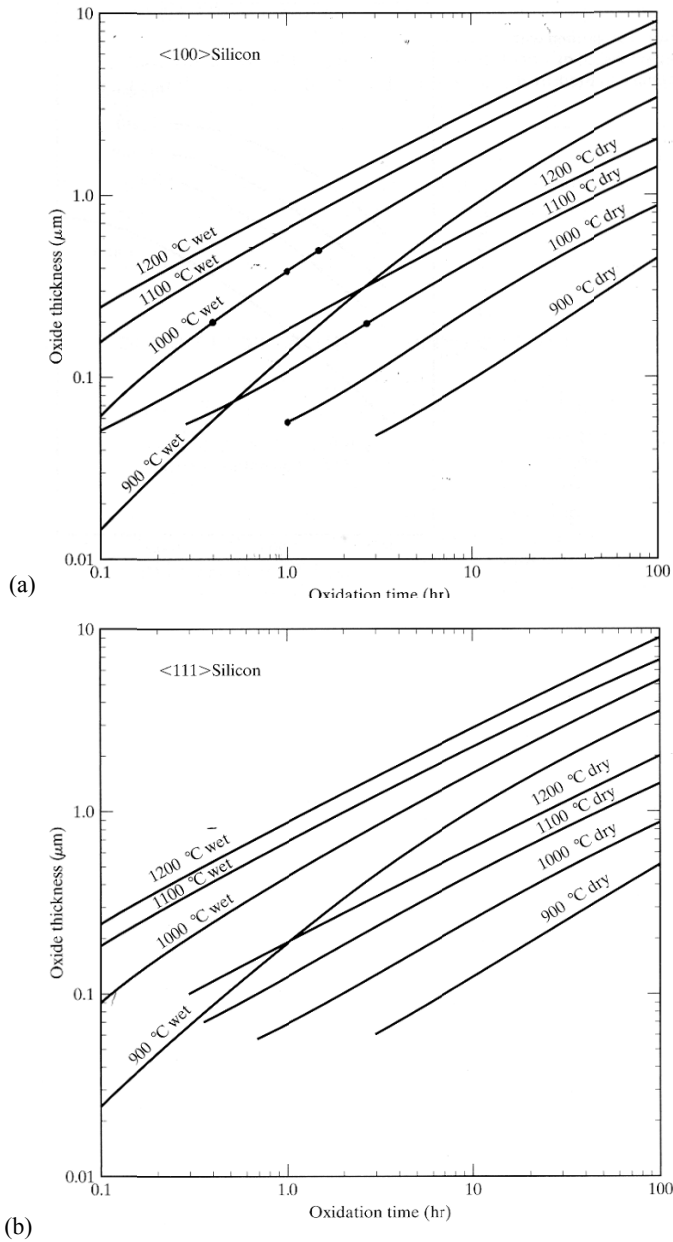 10
<100>Silicon
1200 °C dry
1100 °C dry
1.0
1000 °C dry
1200 °C wet
1100 °C wet
900 °C dry
1000 °C wet
Oxide thickness (μm)
0.1
900 °C wet
0.01
0.1
1.0
10
100
(a)
Oxidation time (hr)
10
<111>Silicon
1200 °C dry
1100 °C dry
1.0
1000 °C dry
1200 °C wet
1100 °C wet
900 °C dry
1000 °C wet
Oxide thickness (μm)
0.1
900 °C wet
0.01
0.1
1.0
10
100
Oxidation time (hr)
(b)